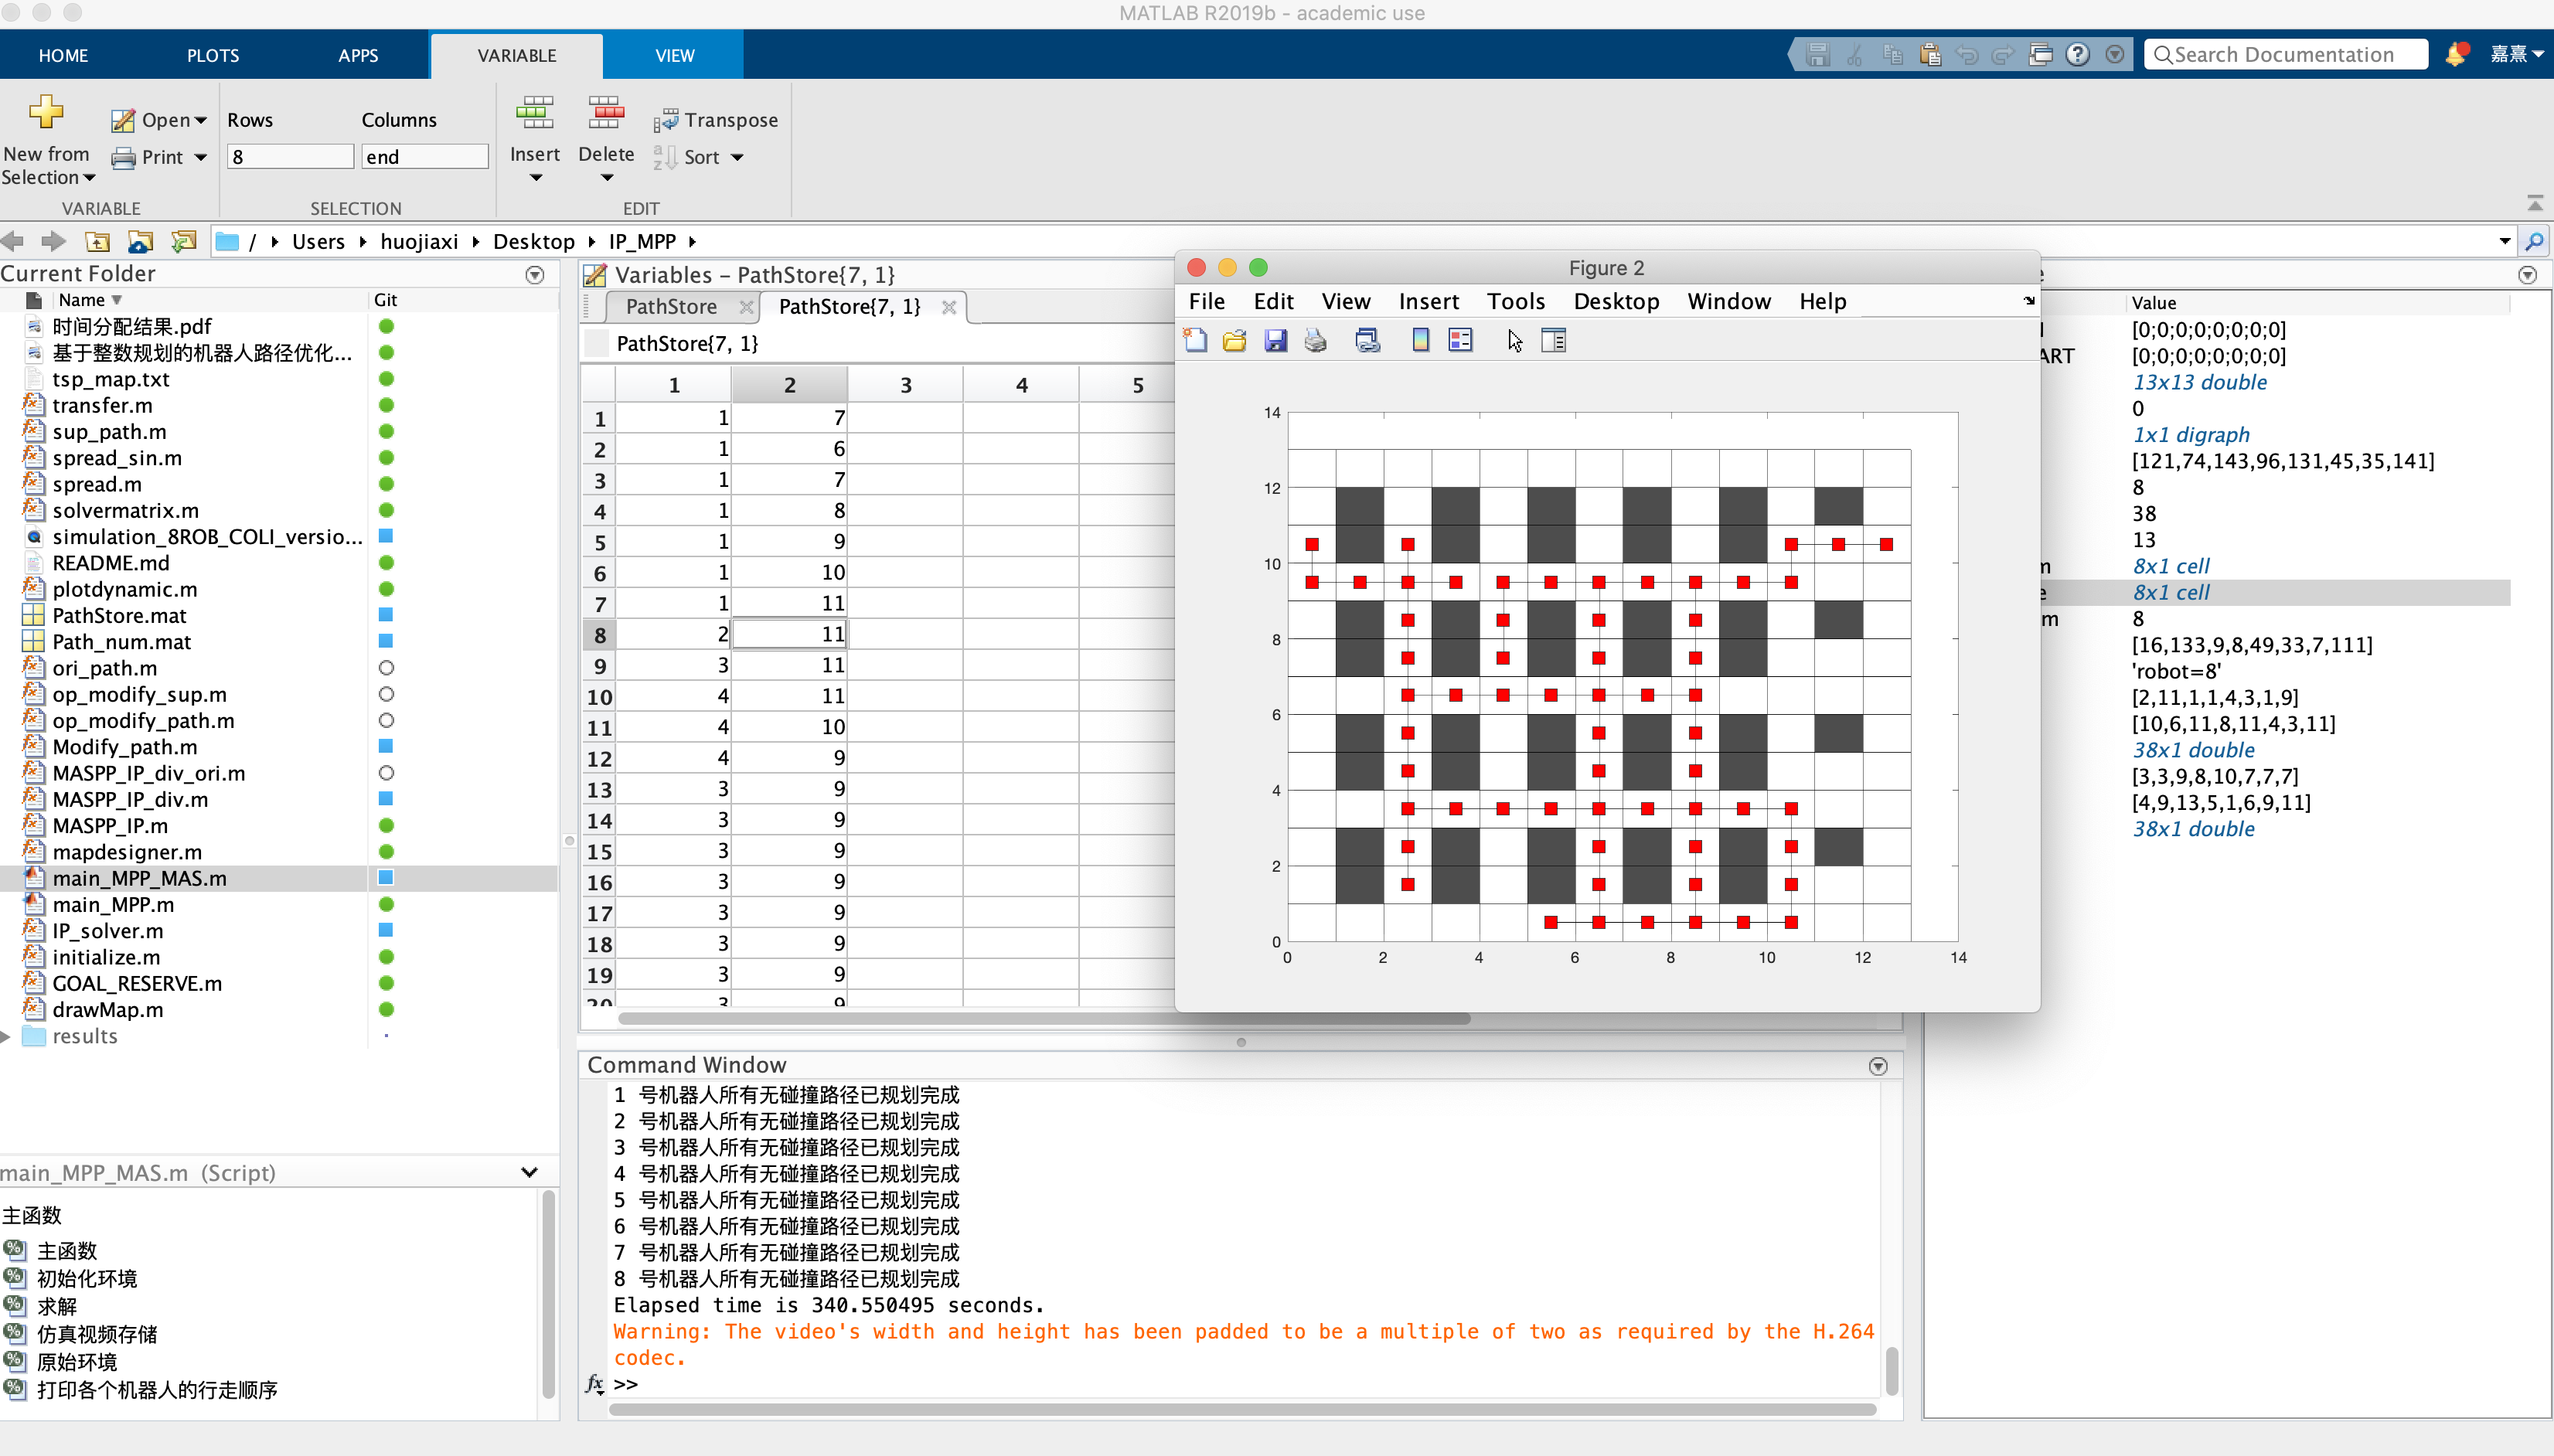 MATLAB R2019b - academic use
HOME PLOTS APPS VARIABLE VIEW
Search Documentation 嘉熹
New from Selection Open Print
Rows Columns
8 end
Insert Delete Transpose Sort
VARIABLE SELECTION EDIT
/ Users huojiaxi Desktop IP_MPP
Current Folder
Name Git
时间分配结果.pdf
基于整数规划的机器人路径优化...
tsp_map.txt
transfer.m
sup_path.m
spread_sin.m
spread.m
solvermatrix.m
simulation_8ROB_COLI_versio...
README.md
plotdynamic.m
PathStore.mat
Path_num.mat
ori_path.m
op_modify_sup.m
op_modify_path.m
Modify_path.m
MASPP_IP_div_ori.m
MASPP_IP_div.m
MASPP_IP.m
mapdesigner.m
main_MPP_MAS.m
main_MPP.m
IP_solver.m
initialize.m
GOAL_RESERVE.m
drawMap.m
results
main_MPP_MAS.m (Script)
主函数
主函数
初始化环境
求解
仿真视频存储
原始环境
打印各个机器人的行走顺序
Variables - PathStore{7, 1}
PathStore PathStore{7, 1}
PathStore{7, 1}
1 2 3 4 5
1 1 7
2 1 6
3 1 7
4 1 8
5 1 9
6 1 10
7 1 11
8 2 11
9 3 11
10 4 11
11 4 10
12 4 9
13 3 9
14 3 9
15 3 9
16 3 9
17 3 9
18 3 9
19 3 9
20 3 9
Figure 2
File Edit View Insert Tools Desktop Window Help
14
12
10
8
6
4
2
0
0 2 4 6 8 10 12 14
Value
[0;0;0;0;0;0;0;0]
ART [0;0;0;0;0;0;0;0]
13x13 double
0
1x1 digraph
[121,74,143,96,131,45,35,141]
8
38
13
m 8x1 cell
e 8x1 cell
m 8
[16,133,9,8,49,33,7,111]
'robot=8'
[2,11,1,1,4,3,1,9]
[10,6,11,8,11,4,3,11]
38x1 double
[3,3,9,8,10,7,7,7]
[4,9,13,5,1,6,9,11]
38x1 double
Command Window
1 号机器人所有无碰撞路径已规划完成
2 号机器人所有无碰撞路径已规划完成
3 号机器人所有无碰撞路径已规划完成
4 号机器人所有无碰撞路径已规划完成
5 号机器人所有无碰撞路径已规划完成
6 号机器人所有无碰撞路径已规划完成
7 号机器人所有无碰撞路径已规划完成
8 号机器人所有无碰撞路径已规划完成
Elapsed time is 340.550495 seconds.
Warning: The video's width and height has been padded to be a multiple of two as required by the H.264
codec.
fx >>